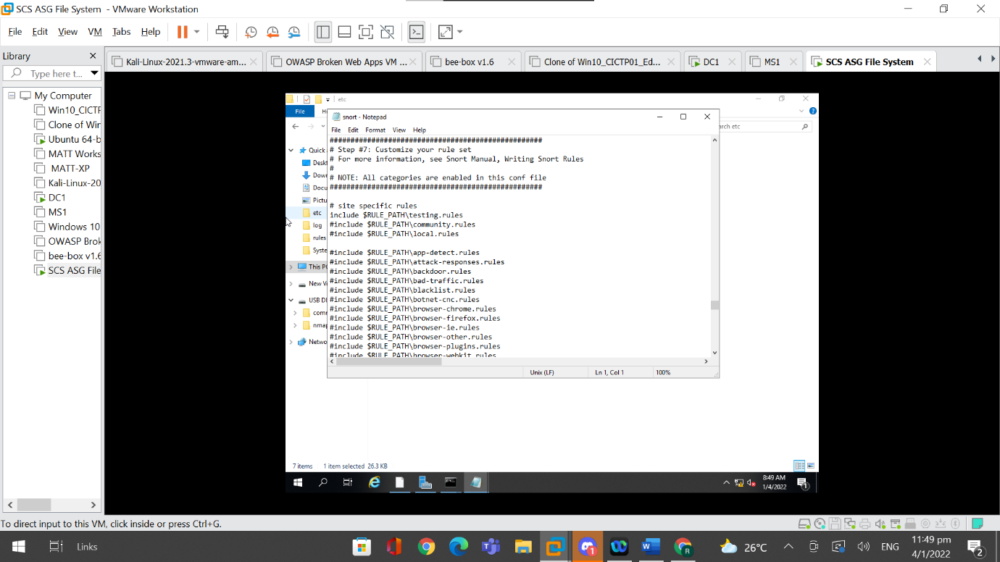 SCS ASG File System - VMware Workstation
File Edit View VM Tabs Help
Library
Type here t...
My Computer
Win10_CICTF
Clone of Wir
Ubuntu 64-b
MATT Works
MATT-XP
Kali-Linux-20
DC1
MS1
Windows 10
OWASP Brok
bee-box v1.6
SCS ASG File
Kali-Linux-2021.3-vmware-am... OWASP Broken Web Apps VM ... bee-box v1.6 Clone of Win10_CICTP01_Ed... DC1 MS1 SCS ASG File System
etc
File
Quick
Desk
Dow
Docu
Pictu
etc
log
rules
Syste
This P
New V
USB D
com
nma
Netwo
arch etc
snort - Notepad
File Edit Format View Help
###################################################
# Step #7: Customize your rule set
# For more information, see Snort Manual, Writing Snort Rules
#
# NOTE: All categories are enabled in this conf file
###################################################
# site specific rules
include $RULE_PATH\testing.rules
#include $RULE_PATH\community.rules
#include $RULE_PATH\local.rules
#include $RULE_PATH\app-detect.rules
#include $RULE_PATH\attack-responses.rules
#include $RULE_PATH\backdoor.rules
#include $RULE_PATH\bad-traffic.rules
#include $RULE_PATH\blacklist.rules
#include $RULE_PATH\botnet-cnc.rules
#include $RULE_PATH\browser-chrome.rules
#include $RULE_PATH\browser-firefox.rules
#include $RULE_PATH\browser-ie.rules
#include $RULE_PATH\browser-other.rules
#include $RULE_PATH\browser-plugins.rules
#include $RULE_PATH\browser-webkit.rules
Unix (LF) Ln 1, Col 1 100%
7 items 1 item selected 26.3 KB
8:49 AM
1/4/2022
1
To direct input to this VM, click inside or press Ctrl+G.
Links
1
R
26°C
ENG
11:49 pm
4/1/2022
2